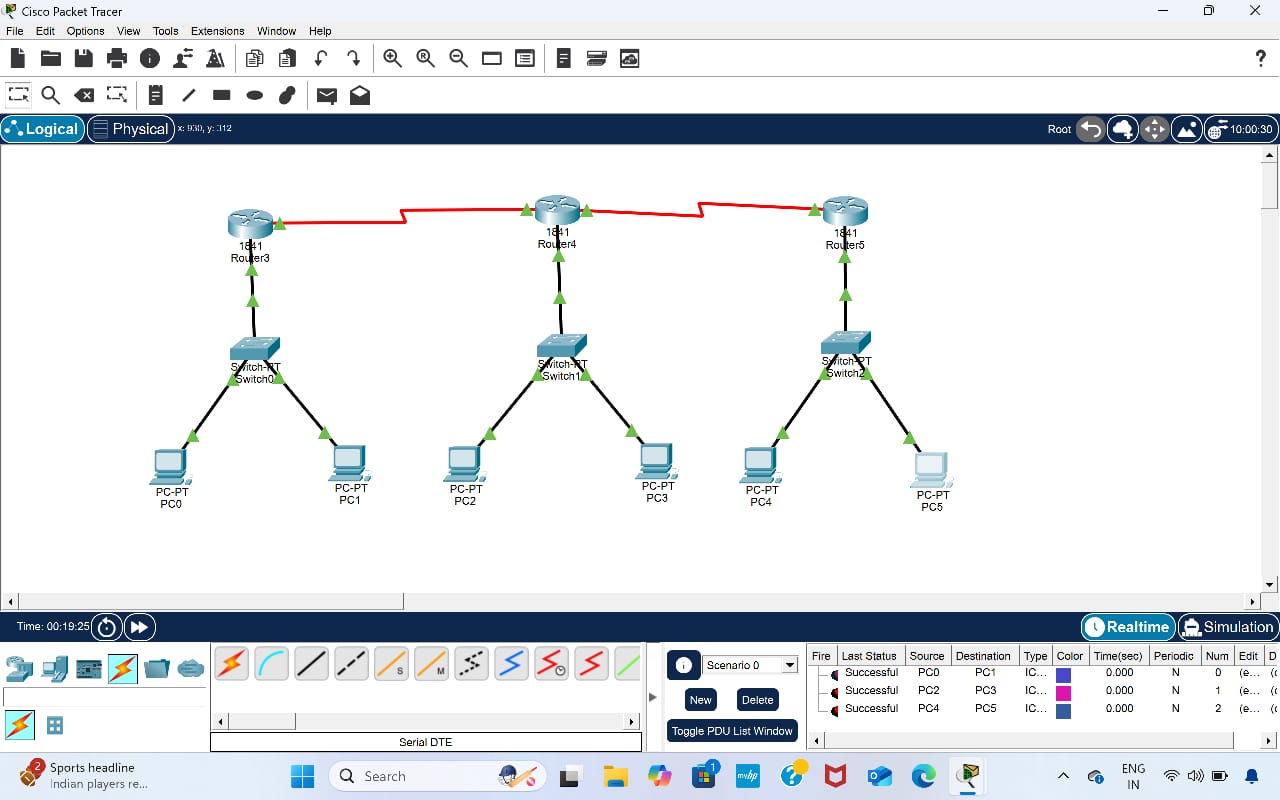 Cisco Packet Tracer
File Edit Options View Tools Extensions Window Help
?
Logical Physical x: 930, y: 312 Root 10:00:30
1841
Router3
1841
Router4
1841
Router5
Switch-PT
Switch0
Switch-PT
Switch1
Switch-PT
Switch2
PC-PT
PC0
PC-PT
PC1
PC-PT
PC2
PC-PT
PC3
PC-PT
PC4
PC-PT
PC5
Time: 00:19:25 Realtime Simulation
S M
Serial DTE
Scenario 0
New Delete
Toggle PDU List Window
Fire Last Status Source Destination Type Color Time(sec) Periodic Num Edit D
Successful PC0 PC1 IC... 0.000 N 0 (e...
Successful PC2 PC3 IC... 0.000 N 1 (e...
Successful PC4 PC5 IC... 0.000 N 2 (e...
2 Sports headline
Indian players re...
Search
myhp
1
ENG
IN